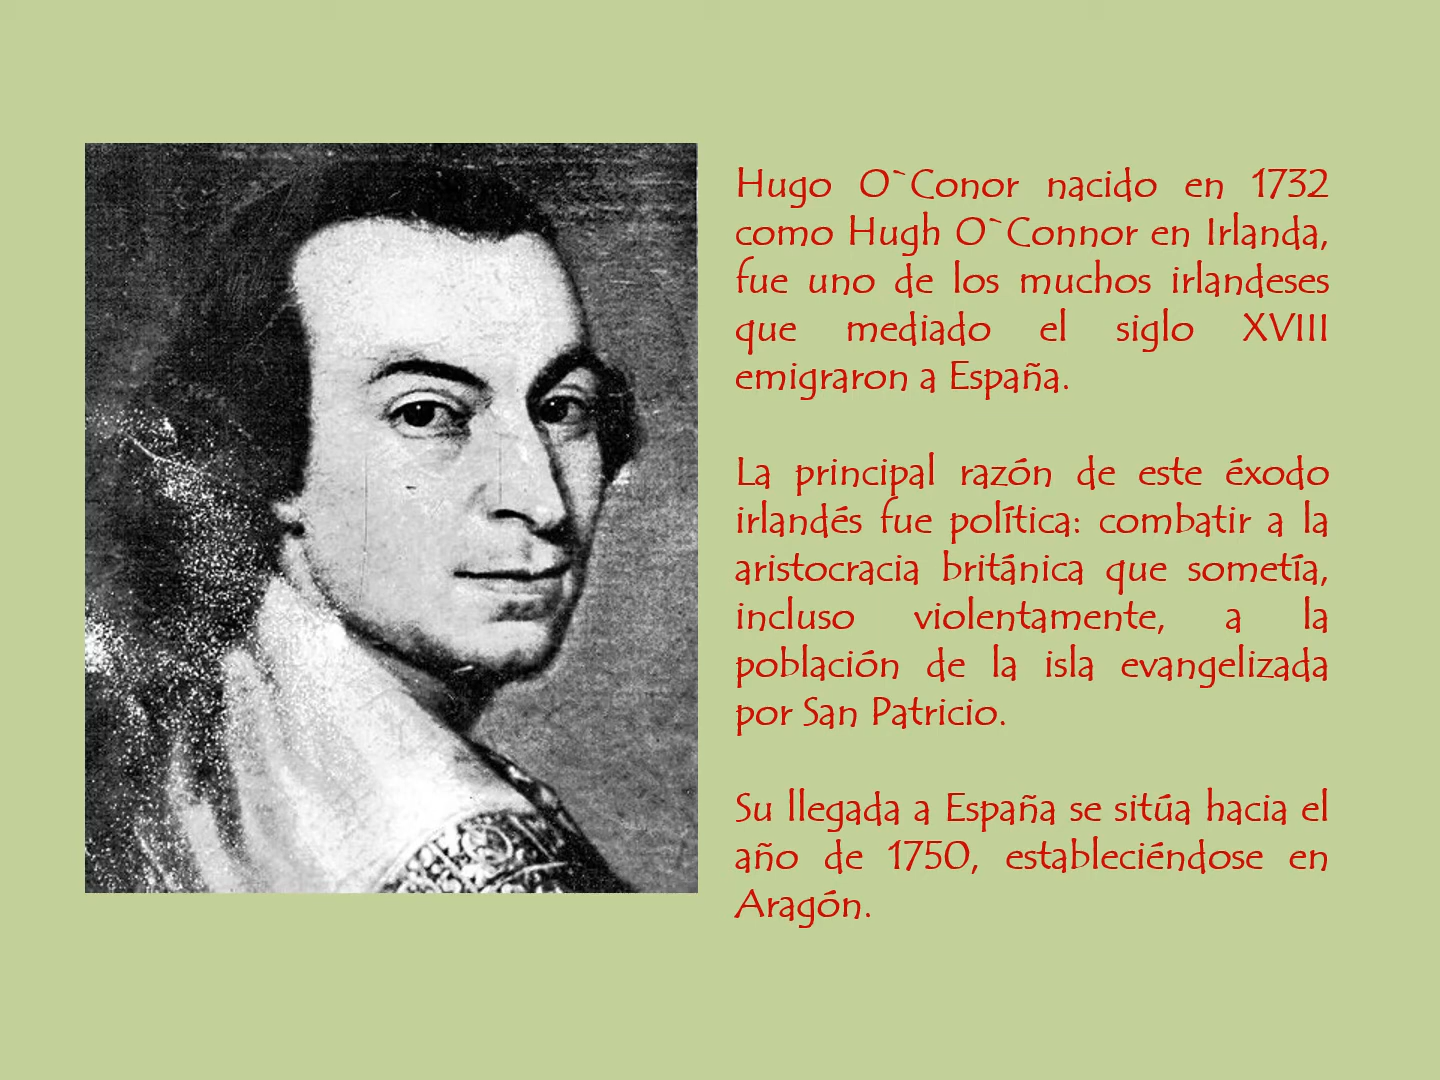 Hugo O`Conor nacido en 1732
como Hugh O`Connor en Irlanda,
fue uno de los muchos irlandeses
que mediado el siglo XVIII
emigraron a España.
La principal razón de este éxodo
irlandés fue política: combatir a la
aristocracia británica que sometía,
incluso violentamente, a la
población de la isla evangelizada
por San Patricio.
Su llegada a España se sitúa hacia el
año de 1750, estableciéndose en
Aragón.